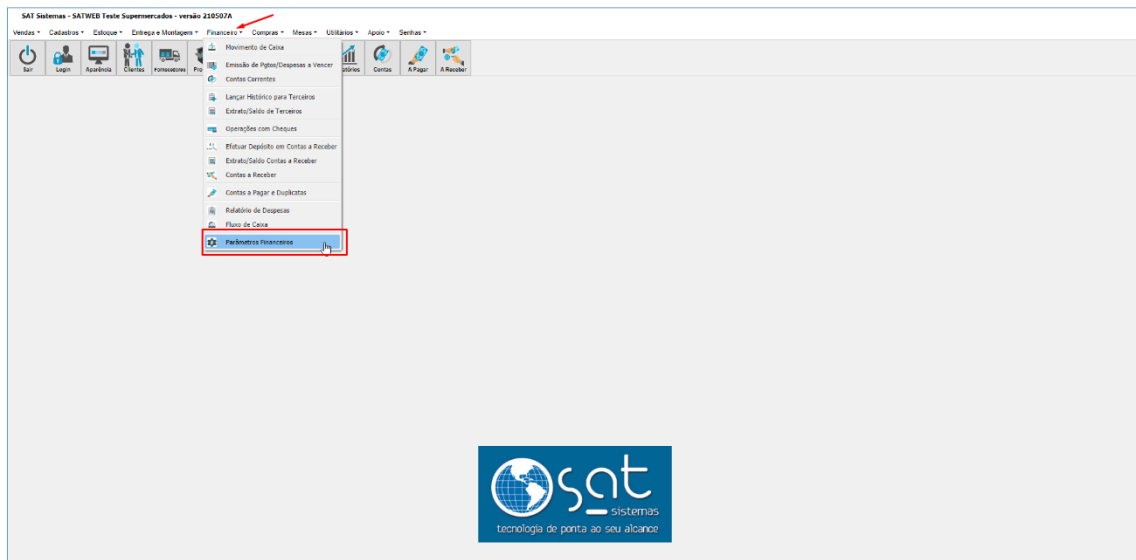 SAT Sistemas - SATWEB Teste Supermercados - versão 210507A
Vendas Cadastros Estoque Entrega e Montagem Financeiro Compras Mesas Utilitários Apoio Senhas
Sair Login Aparência Clientes Fornecedores Contas A Pagar A Receber
Movimento de Caixa
Emissão de Pgtos/Despesas a Vencer
Contas Correntes
Lançar Histórico para Terceiros
Extrato/Saldo de Terceiros
Operações com Cheques
Efetuar Depósito em Contas a Receber
Extrato/Saldo Contas a Receber
Contas a Receber
Contas a Pagar e Duplicatas
Relatório de Despesas
Fluxo de Caixa
Parâmetros Financeiros
sat
sistemas
tecnologia de ponta ao seu alcance